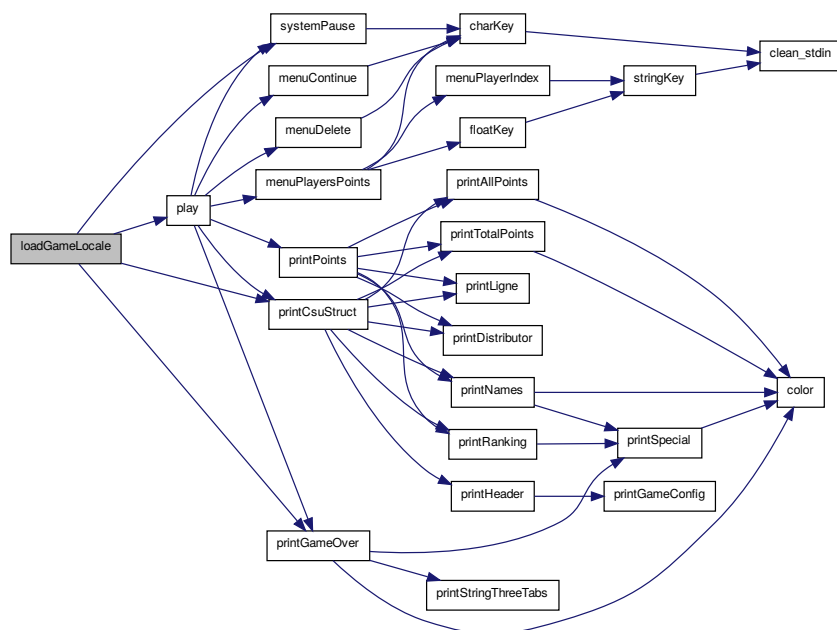 systemPause
charKey
clean_stdin
menuContinue
menuPlayerIndex
stringKey
menuDelete
floatKey
menuPlayersPoints
printAllPoints
play
printTotalPoints
loadGameLocale
printPoints
printLigne
printCsuStruct
printDistributor
printNames
color
printRanking
printSpecial
printHeader
printGameConfig
printGameOver
printStringThreeTabs